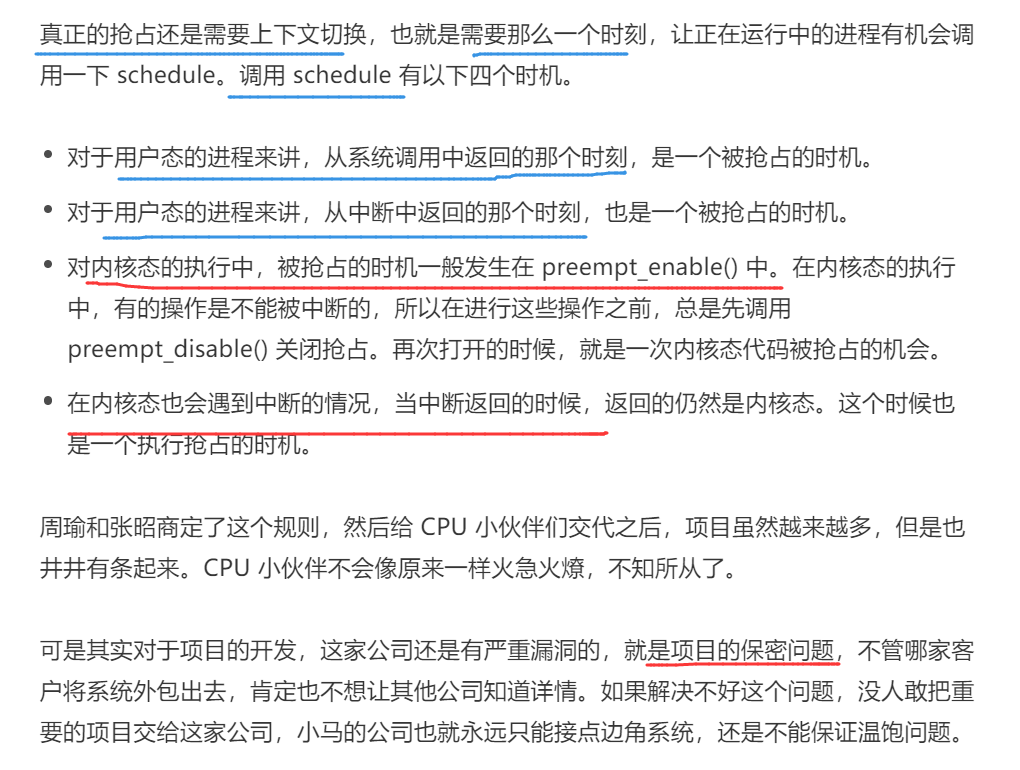 真正的抢占还是需要上下文切换，也就是需要那么一个时刻，让正在运行中的进程有机会调
用一下 schedule。调用 schedule 有以下四个时机。
• 对于用户态的进程来讲，从系统调用中返回的那个时刻，是一个被抢占的时机。
• 对于用户态的进程来讲，从中断中返回的那个时刻，也是一个被抢占的时机。
• 对内核态的执行中，被抢占的时机一般发生在 preempt_enable() 中。在内核态的执行
中，有的操作是不能被中断的，所以在进行这些操作之前，总是先调用
preempt_disable() 关闭抢占。再次打开的时候，就是一次内核态代码被抢占的机会。
• 在内核态也会遇到中断的情况，当中断返回的时候，返回的仍然是内核态。这个时候也
是一个执行抢占的时机。
周瑜和张昭商定了这个规则，然后给 CPU 小伙伴们交代之后，项目虽然越来越多，但是也
井井有条起来。CPU 小伙伴不会像原来一样火急火燎，不知所从了。
可是其实对于项目的开发，这家公司还是有严重漏洞的，就是项目的保密问题，不管哪家客
户将系统外包出去，肯定也不想让其他公司知道详情。如果解决不好这个问题，没人敢把重
要的项目交给这家公司，小马的公司也就永远只能接点边角系统，还是不能保证温饱问题。